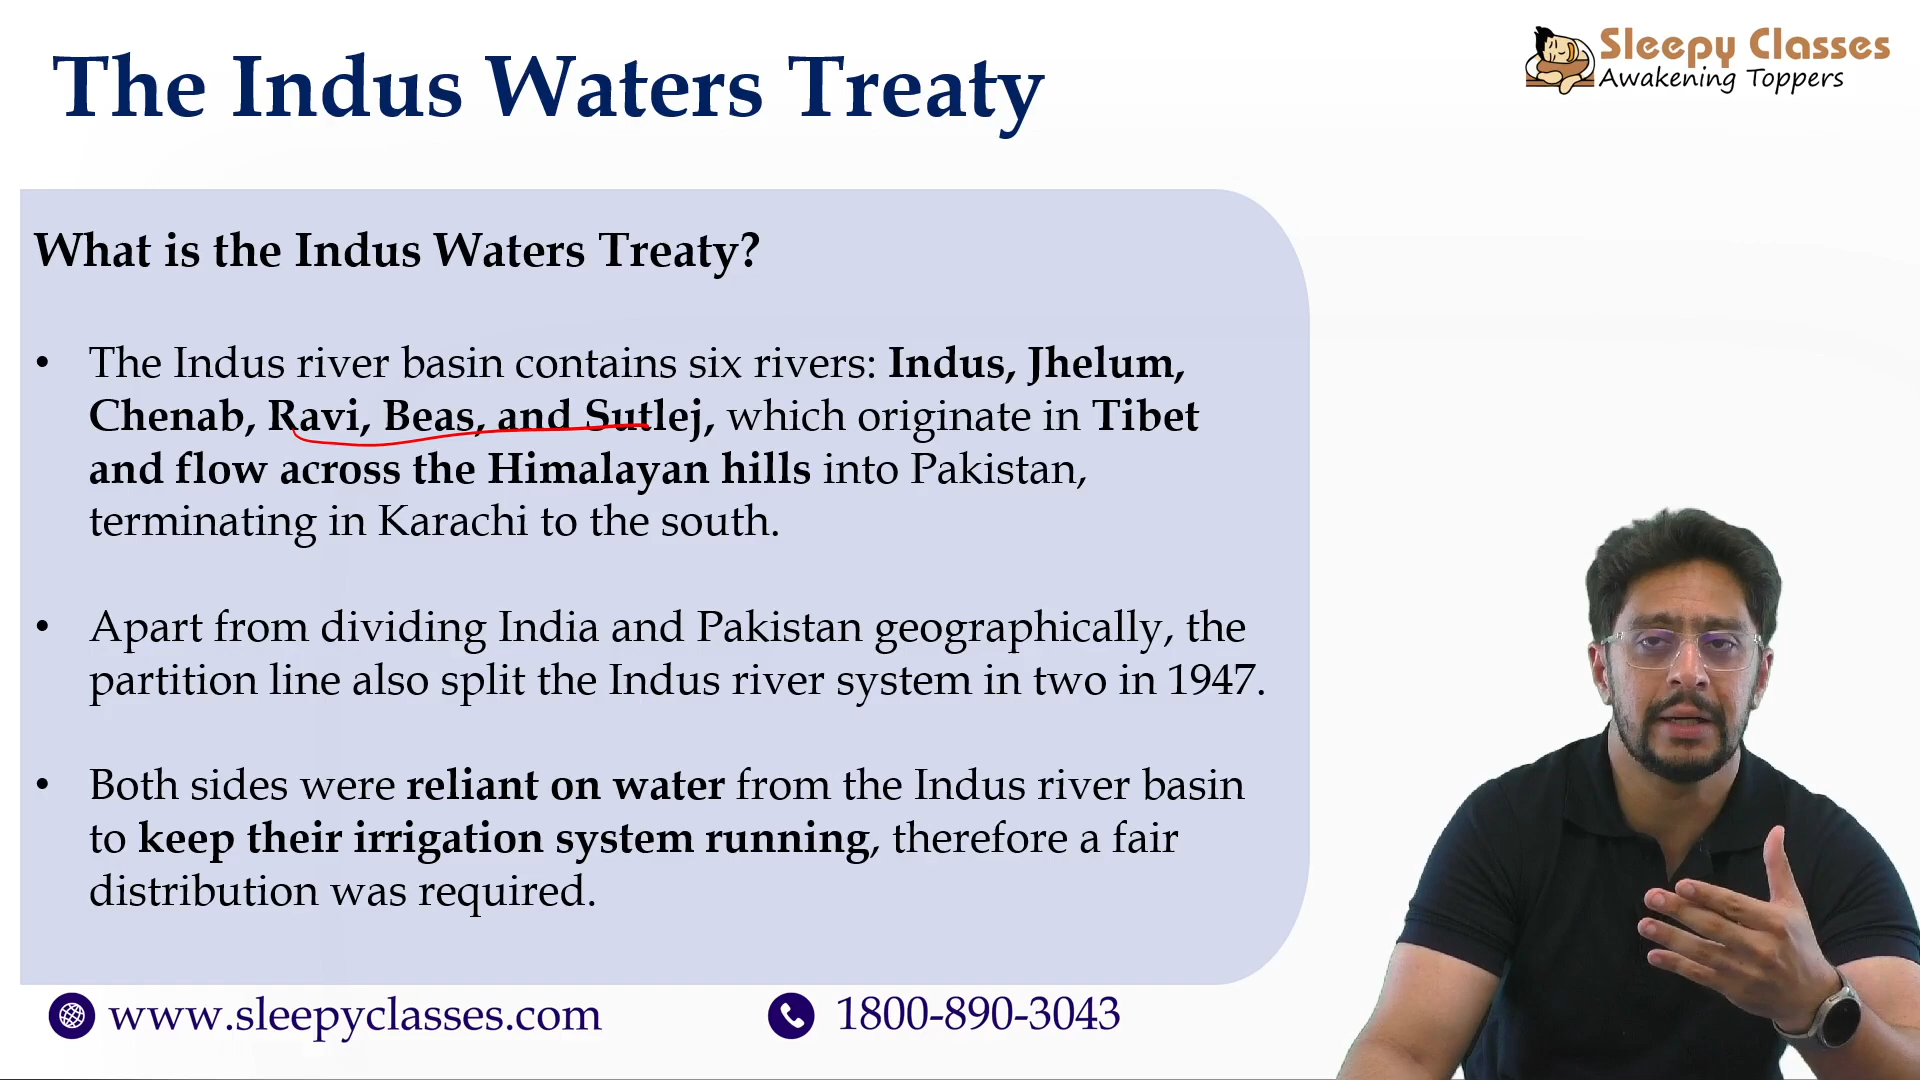 The Indus Waters Treaty
Sleepy Classes
Awakening Toppers
What is the Indus Waters Treaty?
• The Indus river basin contains six rivers: Indus, Jhelum,
Chenab, Ravi, Beas, and Sutlej, which originate in Tibet
and flow across the Himalayan hills into Pakistan,
terminating in Karachi to the south.
• Apart from dividing India and Pakistan geographically, the
partition line also split the Indus river system in two in 1947.
• Both sides were reliant on water from the Indus river basin
to keep their irrigation system running, therefore a fair
distribution was required.
www.sleepyclasses.com
1800-890-3043